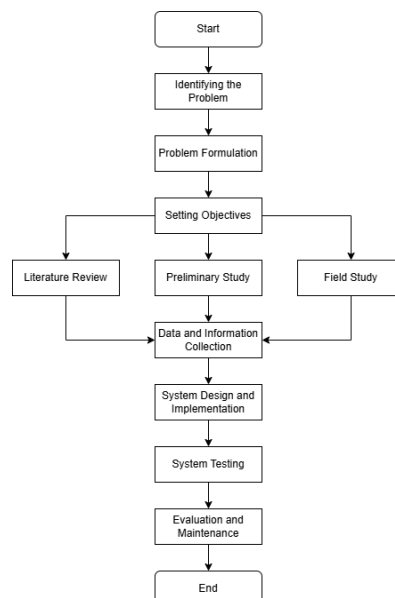 Start
Identifying the
Problem
Problem Formulation
Setting Objectives
Literature Review
Preliminary Study
Field Study
Data and Information
Collection
System Design and
Implementation
System Testing
Evaluation and
Maintenance
End